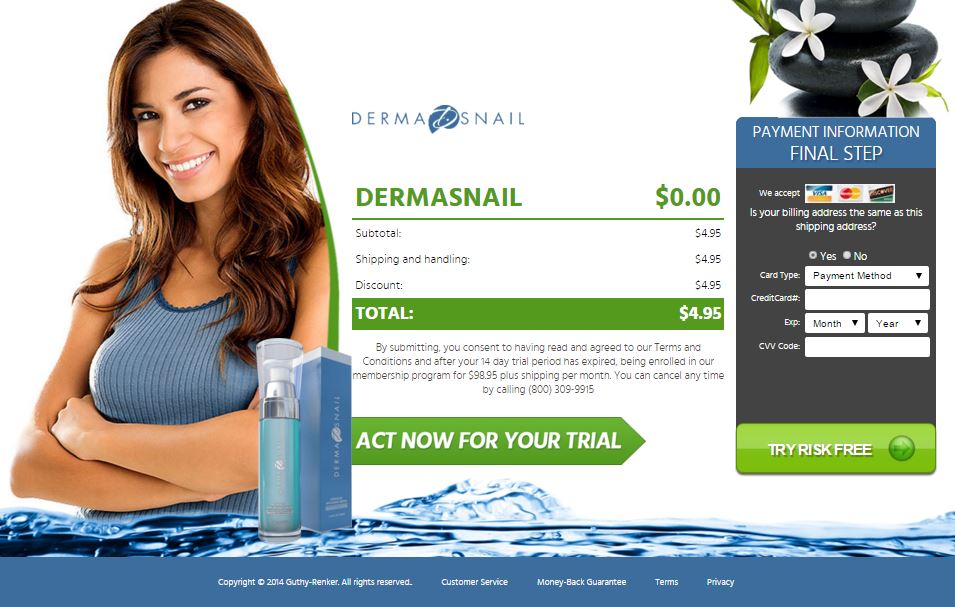 DERMA SNAIL
DERMASNAIL $0.00
Subtotal: $4.95
Shipping and handling: $4.95
Discount: $4.95
TOTAL: $4.95
By submitting, you consent to having read and agreed to our Terms and
Conditions and after your 14 day trial period has expired, being enrolled in our
membership program for $98.95 plus shipping per month. You can cancel any time
by calling (800) 309-9915
ACT NOW FOR YOUR TRIAL
DERMA SNAIL
PAYMENT INFORMATION
FINAL STEP
We accept VISA MasterCard DISCOVER
Is your billing address the same as this
shipping address?
Yes No
Card Type: Payment Method
CreditCard#:
Exp: Month Year
CVV Code:
TRY RISK FREE
Copyright © 2014 Guthy-Renker. All rights reserved.. Customer Service Money-Back Guarantee Terms Privacy